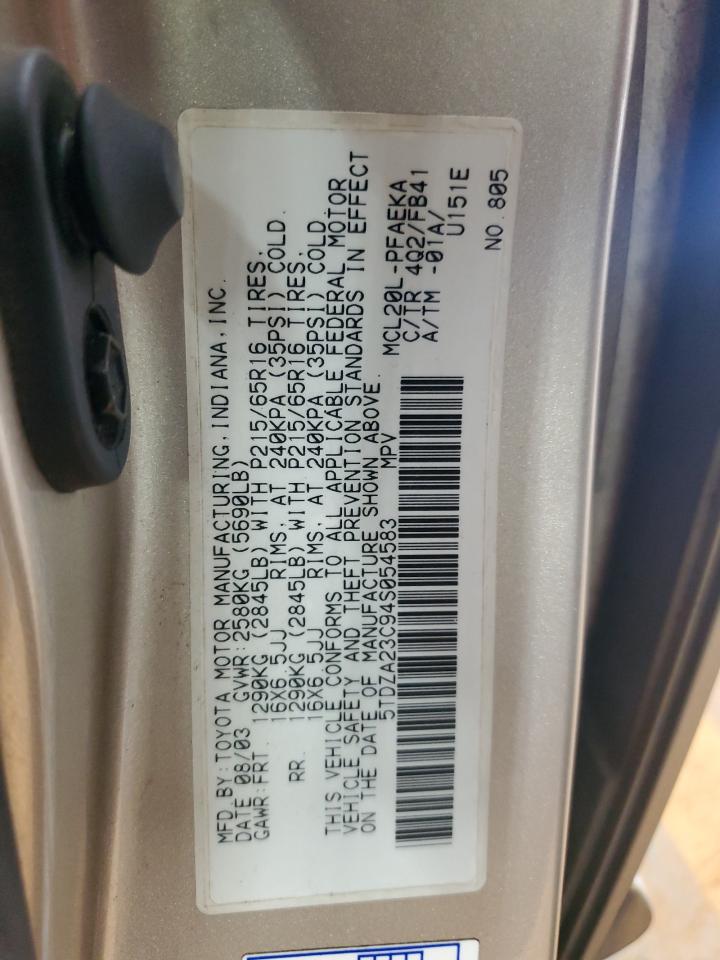 MFD.BY:TOYOTA MOTOR MANUFACTURING,INDIANA,INC.
DATE 08/03 GVWR:2580KG (5690LB)
GAWR:FRT. 1290KG (2845LB) WITH P215/65R16 TIRES,
16X6.5JJ RIMS, AT 240KPA (35PSI) COLD.
RR. 1290KG (2845LB) WITH P215/65R16 TIRES,
16X6.5JJ RIMS, AT 240KPA (35PSI) COLD.
THIS VEHICLE CONFORMS TO ALL APPLICABLE FEDERAL MOTOR
VEHICLE SAFETY AND THEFT PREVENTION STANDARDS IN EFFECT
ON THE DATE OF MANUFACTURE SHOWN ABOVE.
5TDZA23C94S054583 MPV
MCL20L-PFAEKA
C/TR 4Q2/FB41
A/TM -01A/
U151E
NO.805